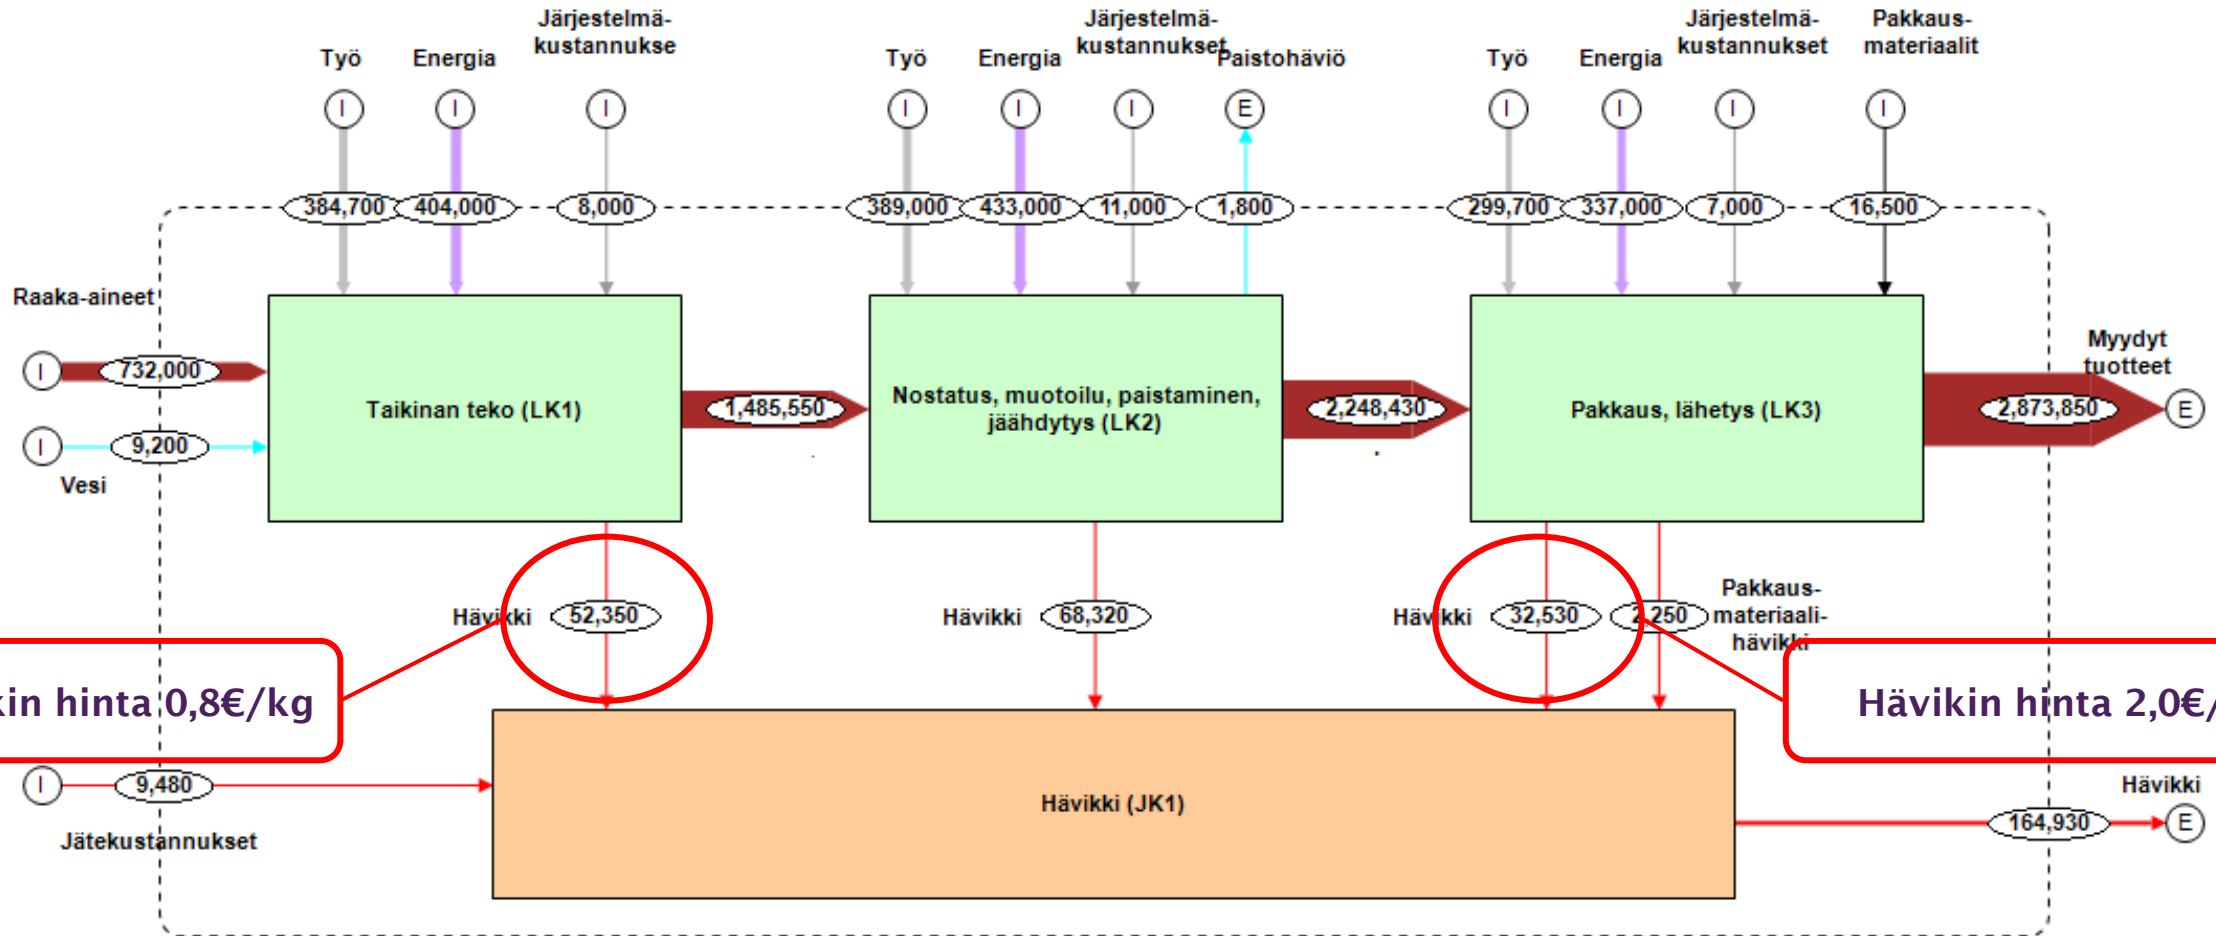 Järjestelmä-
kustannukse
Järjestelmä-
kustannukset
Järjestelmä-
kustannukset
Pakkaus-
materiaalit
Työ
Energia
Työ
Energia
Paistohäviö
Työ
Energia
I
I
I
I
I
I
E
I
I
I
I
384,700
404,000
8,000
389,000
433,000
11,000
1,800
299,700
337,000
7,000
16,500
Raaka-aineet
I
732,000
I
9,200
Vesi
Taikinan teko (LK1)
1,485,550
Nostatus, muotoilu, paistaminen,
jäähdytys (LK2)
2,248,430
Pakkaus, lähetys (LK3)
Myydyt
tuotteet
2,873,850
E
Hävikki
52,350
Hävikki
68,320
Hävikki
32,530
2,250
Pakkaus-
materiaali-
hävikki
hinta 0,8€/kg
Hävikin hinta 2,0€/
I
9,480
Jätekustannukset
Hävikki (JK1)
Hävikki
164,930
E